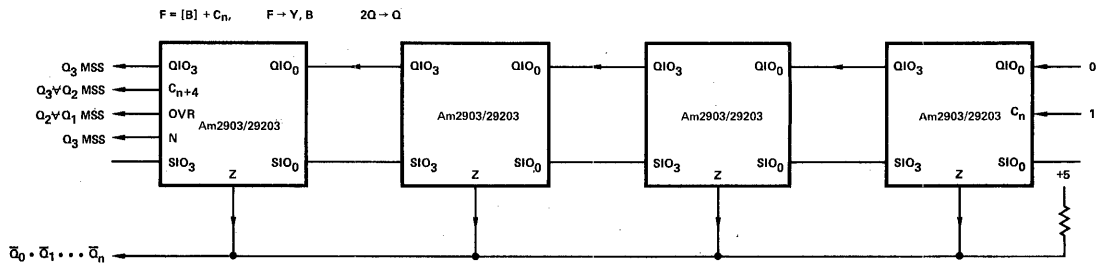 F = [B] + Cn, F → Y, B 2Q → Q
Q3 MSS QIO3 QIO0 QIO3 QIO0 QIO3 QIO0 QIO3 QIO0 0
Q3∀Q2 MSS Cn+4
Q2∀Q1 MSS OVR Cn 1
Am2903/29203 Am2903/29203 Am2903/29203 Am2903/29203
Q3 MSS N
SIO3 SIO0 SIO3 SIO0 SIO3 SIO0 SIO3 SIO0
Z Z Z Z +5
Q̅0 • Q̅1 • • • Q̅n